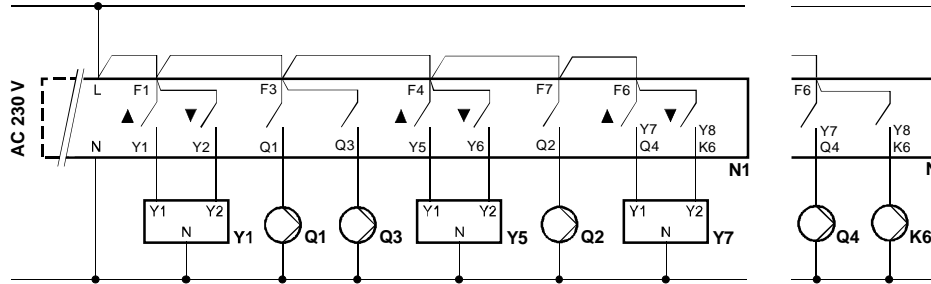 AC 230 V
L F1 F3 F4 F7 F6 F6
▲ ▼ ▲ ▼ ▲ ▼
Y7 Y8 Y7 Y8
N Y1 Y2 Q1 Q3 Y5 Y6 Q2 Q4 K6 Q4 K6
N1 N
Y1 Y2 Y1 Y2 Y1 Y2
N Y1 Q1 Q3 N Y5 Q2 N Y7 Q4 K6